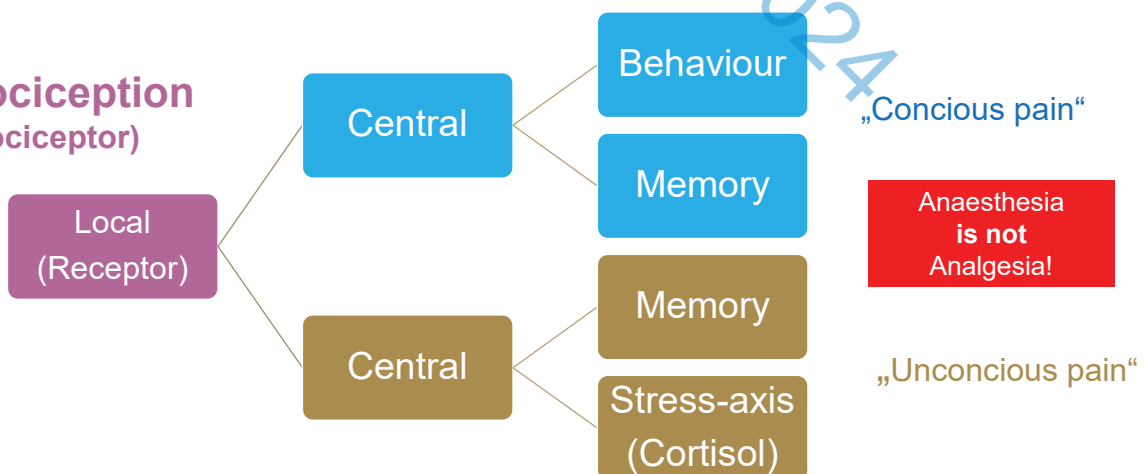 ociception
ociceptor)
Local
(Receptor)
Central
Behaviour
Memory
„Concious pain“
Anaesthesia
is not
Analgesia!
Central
Memory
Stress-axis
(Cortisol)
„Unconcious pain“